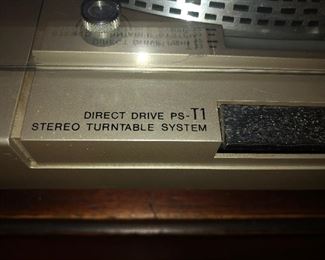 DIRECT DRIVE PS-T1
STEREO TURNTABLE SYSTEM